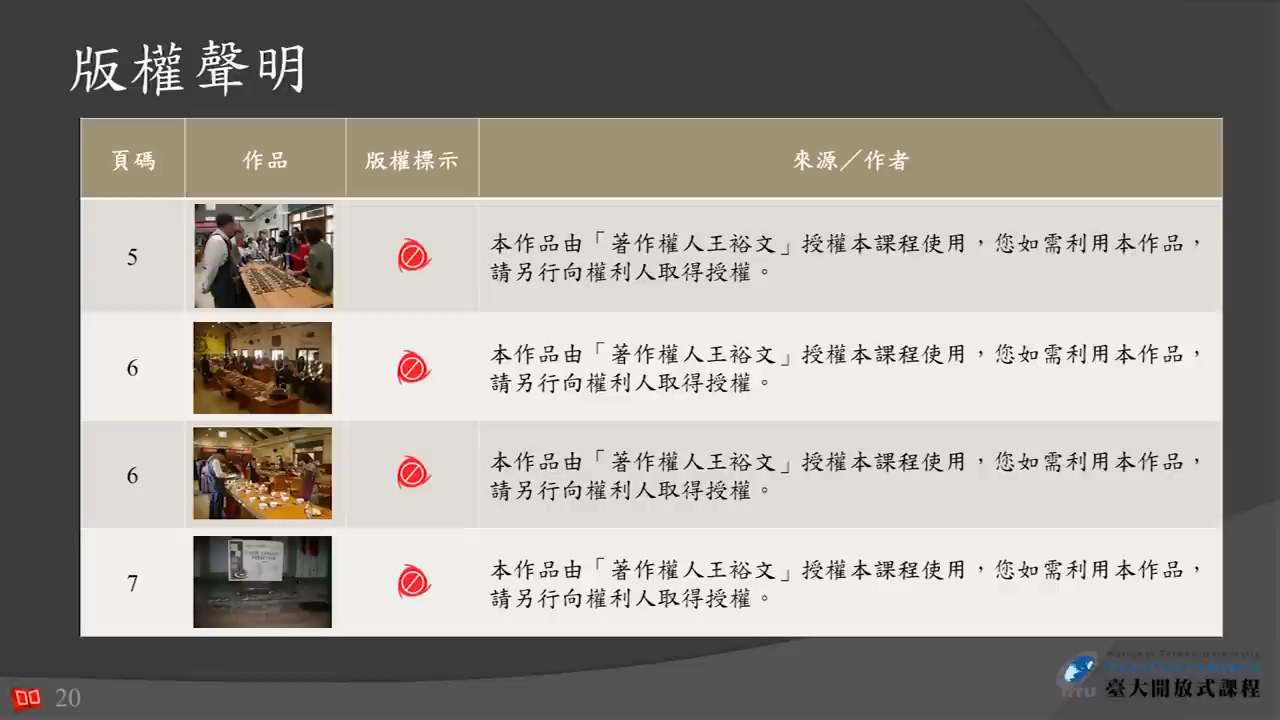 版權聲明
頁碼 作品 版權標示 來源╱作者
5 本作品由「著作權人王裕文」授權本課程使用，您如需利用本作品，
請另行向權利人取得授權。
6 本作品由「著作權人王裕文」授權本課程使用，您如需利用本作品，
請另行向權利人取得授權。
6 本作品由「著作權人王裕文」授權本課程使用，您如需利用本作品，
請另行向權利人取得授權。
7 本作品由「著作權人王裕文」授權本課程使用，您如需利用本作品，
請另行向權利人取得授權。
20
National Taiwan University
OpenCourseWare
NTU 臺大開放式課程